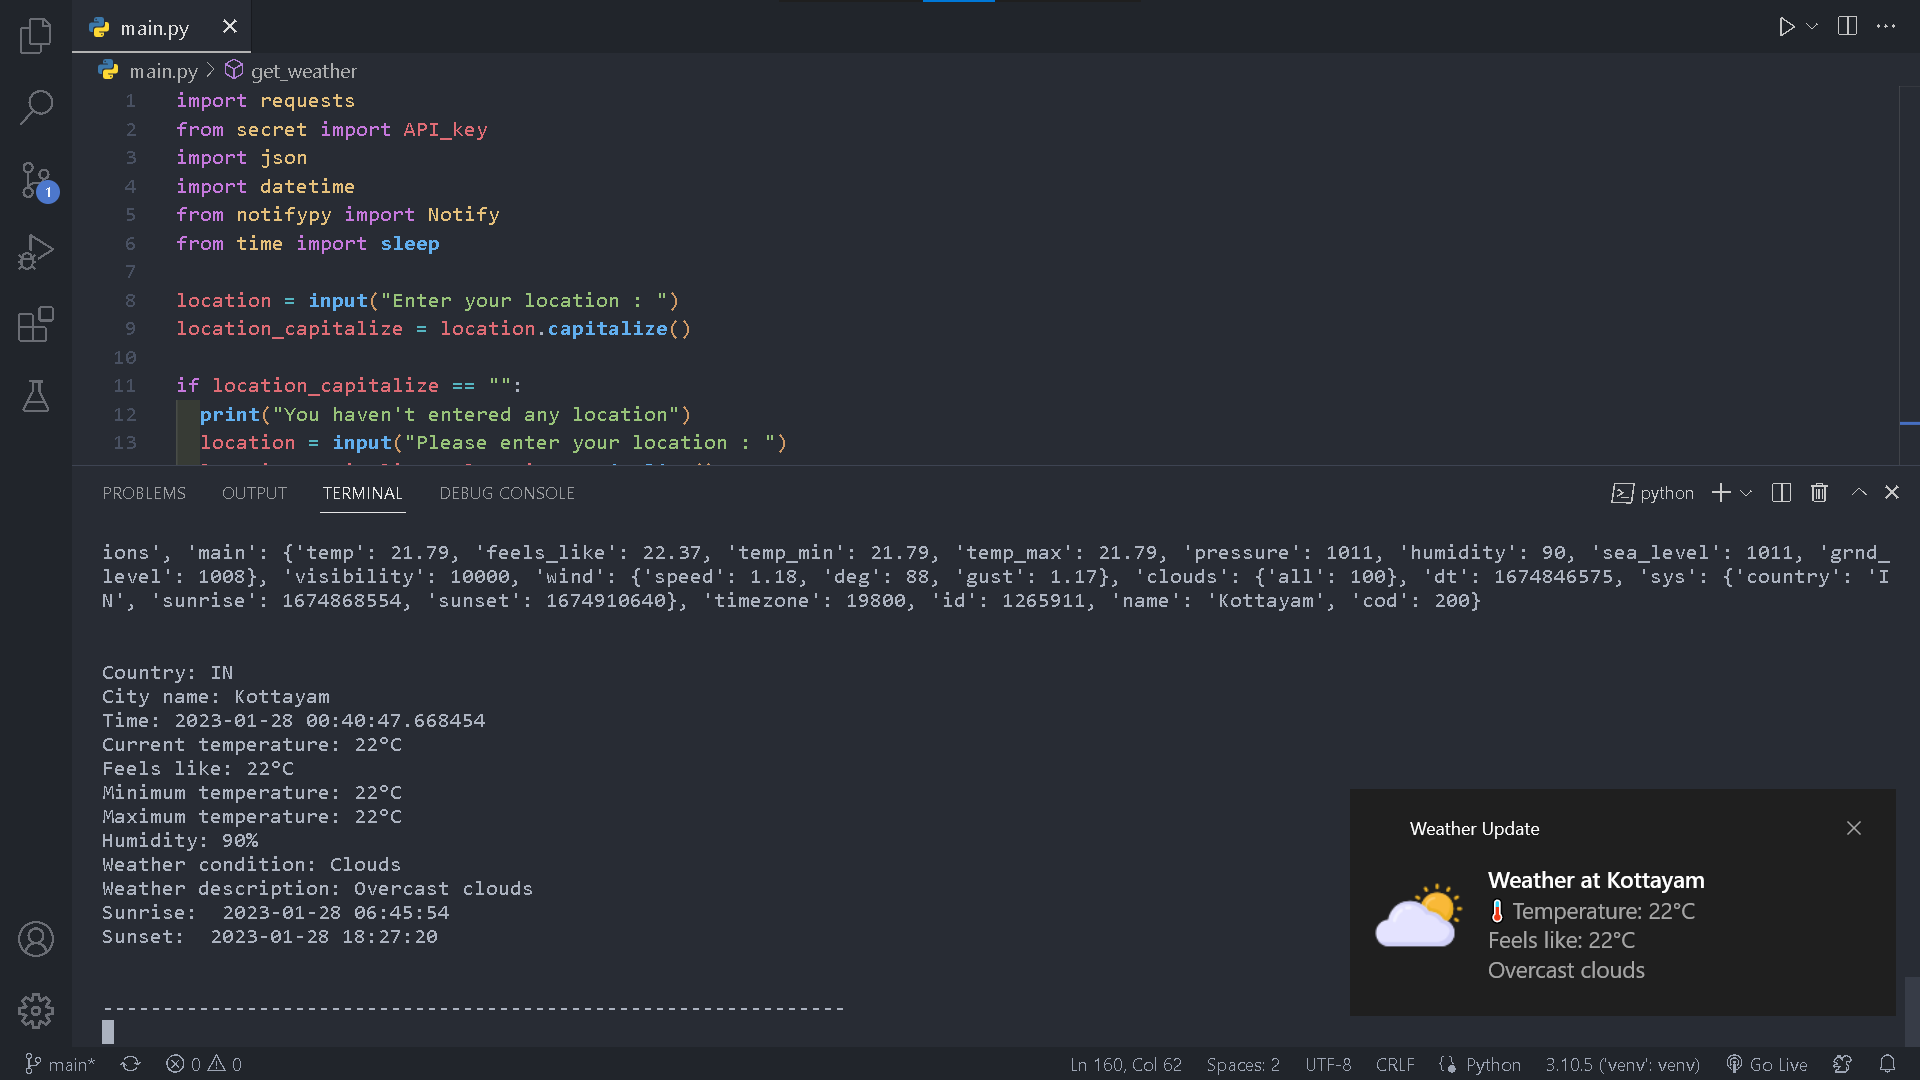 main.py
main.py > get_weather
1 import requests
2 from secret import API_key
3 import json
4 import datetime
5 from notifypy import Notify
6 from time import sleep
7
8 location = input("Enter your location : ")
9 location_capitalize = location.capitalize()
10
11 if location_capitalize == "":
12 print("You haven't entered any location")
13 location = input("Please enter your location : ")
PROBLEMS OUTPUT TERMINAL DEBUG CONSOLE python
ions', 'main': {'temp': 21.79, 'feels_like': 22.37, 'temp_min': 21.79, 'temp_max': 21.79, 'pressure': 1011, 'humidity': 90, 'sea_level': 1011, 'grnd_
level': 1008}, 'visibility': 10000, 'wind': {'speed': 1.18, 'deg': 88, 'gust': 1.17}, 'clouds': {'all': 100}, 'dt': 1674846575, 'sys': {'country': 'I
N', 'sunrise': 1674868554, 'sunset': 1674910640}, 'timezone': 19800, 'id': 1265911, 'name': 'Kottayam', 'cod': 200}
Country: IN
City name: Kottayam
Time: 2023-01-28 00:40:47.668454
Current temperature: 22°C
Feels like: 22°C
Minimum temperature: 22°C
Maximum temperature: 22°C
Humidity: 90%
Weather condition: Clouds
Weather description: Overcast clouds
Sunrise:  2023-01-28 06:45:54
Sunset:  2023-01-28 18:27:20
--------------------------------------------------------------
Weather Update
Weather at Kottayam
Temperature: 22°C
Feels like: 22°C
Overcast clouds
1
main* 0 0 Ln 160, Col 62 Spaces: 2 UTF-8 CRLF Python 3.10.5 ('venv': venv) Go Live